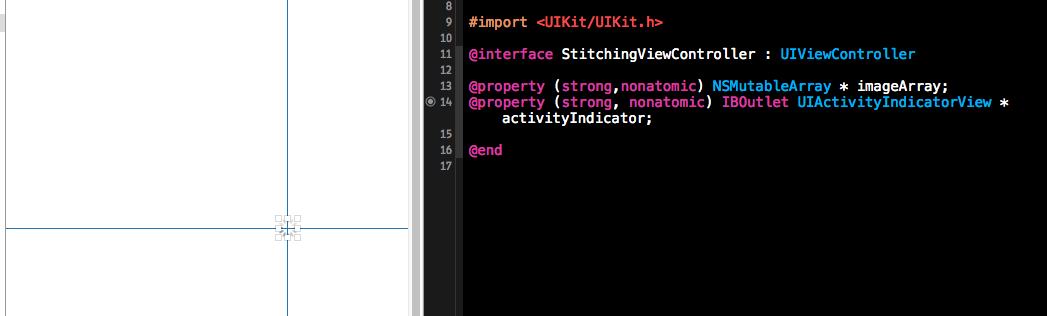 8
9 #import <UIKit/UIKit.h>
10
11 @interface StitchingViewController : UIViewController
12
13 @property (strong,nonatomic) NSMutableArray * imageArray;
14 @property (strong, nonatomic) IBOutlet UIActivityIndicatorView *
activityIndicator;
15
16 @end
17